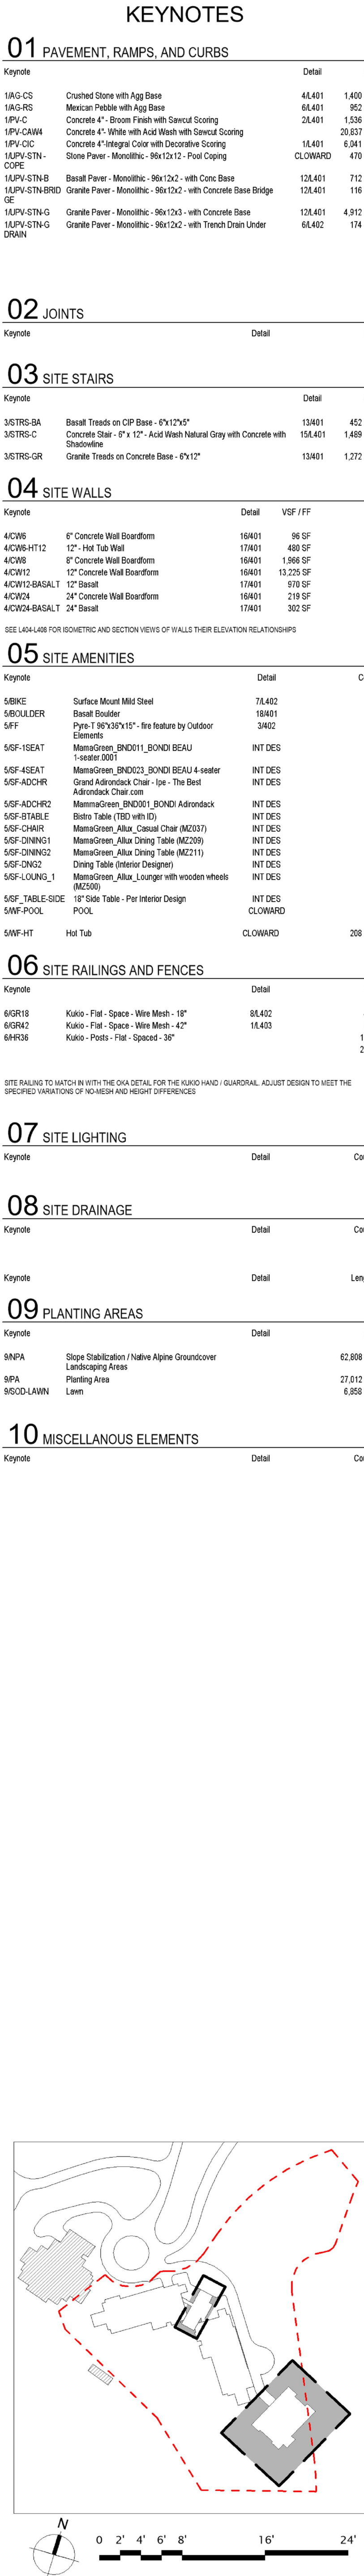 KEYNOTES
01 PAVEMENT, RAMPS, AND CURBS
Keynote Detail
1/AG-CS Crushed Stone with Agg Base 4/L401 1,400
1/AG-RS Mexican Pebble with Agg Base 6/L401 952
1/PV-C Concrete 4" - Broom Finish with Sawcut Scoring 2/L401 1,536
1/PV-CAW4 Concrete 4"- White with Acid Wash with Sawcut Scoring 20,837
1/PV-CIC Concrete 4"-Integral Color with Decorative Scoring 1/L401 6,041
1/UPV-STN - Stone Paver - Monolithic - 96x12x12 - Pool Coping CLOWARD 470
COPE
1/UPV-STN-B Basalt Paver - Monolithic - 96x12x2 - with Conc Base 12/L401 712
1/UPV-STN-BRID Granite Paver - Monolithic - 96x12x2 - with Concrete Base Bridge 12/L401 116
GE
1/UPV-STN-G Granite Paver - Monolithic - 96x12x3 - with Concrete Base 12/L401 4,912
1/UPV-STN-G Granite Paver - Monolithic - 96x12x2 - with Trench Drain Under 6/L402 174
DRAIN
02 JOINTS
Keynote Detail
03 SITE STAIRS
Keynote Detail
3/STRS-BA Basalt Treads on CIP Base - 6"x12"x5" 13/401 452
3/STRS-C Concrete Stair - 6" x 12" - Acid Wash Natural Gray with Concrete with 15/L401 1,489
Shadowline
3/STRS-GR Granite Treads on Concrete Base - 6"x12" 13/401 1,272
04 SITE WALLS
Keynote Detail VSF / FF
4/CW6 6" Concrete Wall Boardform 16/401 96 SF
4/CW6-HT12 12" - Hot Tub Wall 17/401 480 SF
4/CW8 8" Concrete Wall Boardform 16/401 1,966 SF
4/CW12 12" Concrete Wall Boardform 16/401 13,225 SF
4/CW12-BASALT 12" Basalt 17/401 970 SF
4/CW24 24" Concrete Wall Boardform 16/401 219 SF
4/CW24-BASALT 24" Basalt 17/401 302 SF
SEE L404-L408 FOR ISOMETRIC AND SECTION VIEWS OF WALLS THEIR ELEVATION RELATIONSHIPS
05 SITE AMENITIES
Keynote Detail C
5/BIKE Surface Mount Mild Steel 7/L402
5/BOULDER Basalt Boulder 18/401
5/FF Pyre-T 96"x36"x15" - fire feature by Outdoor 3/402
Elements
5/SF-1SEAT MamaGreen_BND011_BONDI BEAU INT DES
1-seater.0001
5/SF-4SEAT MamaGreen_BND023_BONDI BEAU 4-seater INT DES
5/SF-ADCHR Grand Adirondack Chair - Ipe - The Best INT DES
Adirondack Chair.com
5/SF-ADCHR2 MammaGreen_BND001_BONDI Adirondack INT DES
5/SF-BTABLE Bistro Table (TBD with ID) INT DES
5/SF-CHAIR MamaGreen_Allux_Casual Chair (MZ037) INT DES
5/SF-DINING1 MamaGreen_Allux Dining Table (MZ209) INT DES
5/SF-DINING2 MamaGreen_Allux Dining Table (MZ211) INT DES
5/SF-DNG2 Dining Table (Interior Designer) INT DES
5/SF-LOUNG_1 MamaGreen_Allux_Lounger with wooden wheels INT DES
(MZ500)
5/SF_TABLE-SIDE 18" Side Table - Per Interior Design INT DES
5/WF-POOL POOL CLOWARD
5/WF-HT Hot Tub CLOWARD 208
06 SITE RAILINGS AND FENCES
Keynote Detail
6/GR18 Kukio - Flat - Space - Wire Mesh - 18" 8/L402
6/GR42 Kukio - Flat - Space - Wire Mesh - 42" 1/L403
6/HR36 Kukio - Posts - Flat - Spaced - 36" 1
2
SITE RAILING TO MATCH IN WITH THE OKA DETAIL FOR THE KUKIO HAND / GUARDRAIL. ADJUST DESIGN TO MEET THE
SPECIFIED VARIATIONS OF NO-MESH AND HEIGHT DIFFERENCES
07 SITE LIGHTING
Keynote Detail Co
08 SITE DRAINAGE
Keynote Detail Co
Keynote Detail Len
09 PLANTING AREAS
Keynote Detail
9/NPA Slope Stabilization / Native Alpine Groundcover 62,808
Landscaping Areas
9/PA Planting Area 27,012
9/SOD-LAWN Lawn 6,858
10 MISCELLANOUS ELEMENTS
Keynote Detail Co
N
0 2' 4' 6' 8' 16' 24'